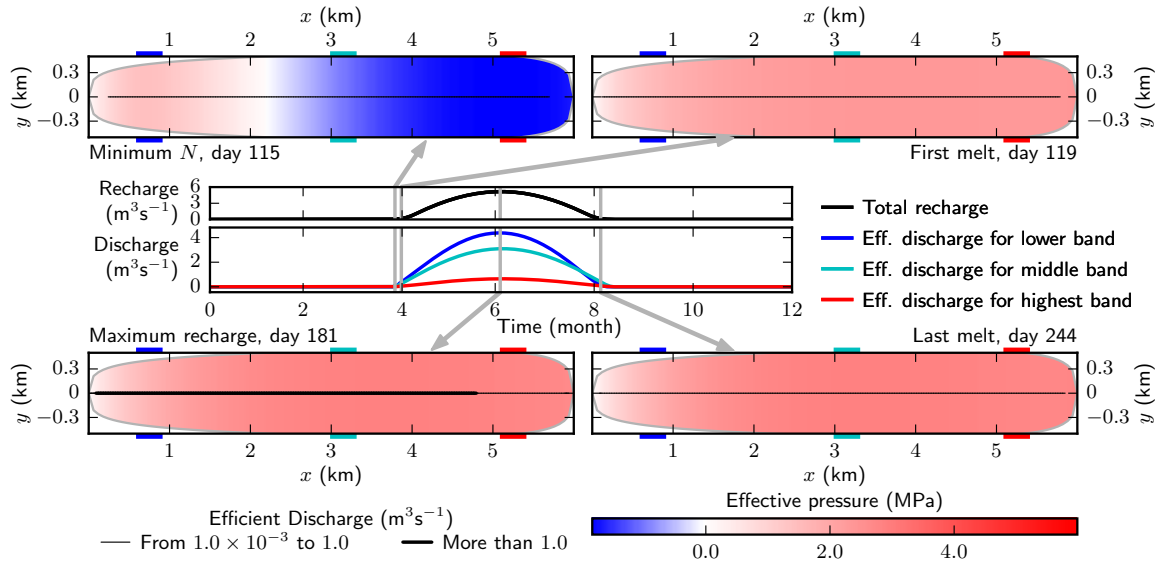 x (km)
x (km)
1 2 3 4 5
1 2 3 4 5
y (km)
0.3
0
−0.3
0.3
0
−0.3
y (km)
Minimum N, day 115
First melt, day 119
Recharge
(m³s⁻¹)
6
3
0
Discharge
(m³s⁻¹)
4
2
0
0 2 4 6 8 10 12
Time (month)
Total recharge
Eff. discharge for lower band
Eff. discharge for middle band
Eff. discharge for highest band
Maximum recharge, day 181
Last melt, day 244
y (km)
0.3
0
−0.3
0.3
0
−0.3
y (km)
1 2 3 4 5
1 2 3 4 5
x (km)
x (km)
Efficient Discharge (m³s⁻¹)
From 1.0 × 10⁻³ to 1.0
More than 1.0
Effective pressure (MPa)
0.0 2.0 4.0